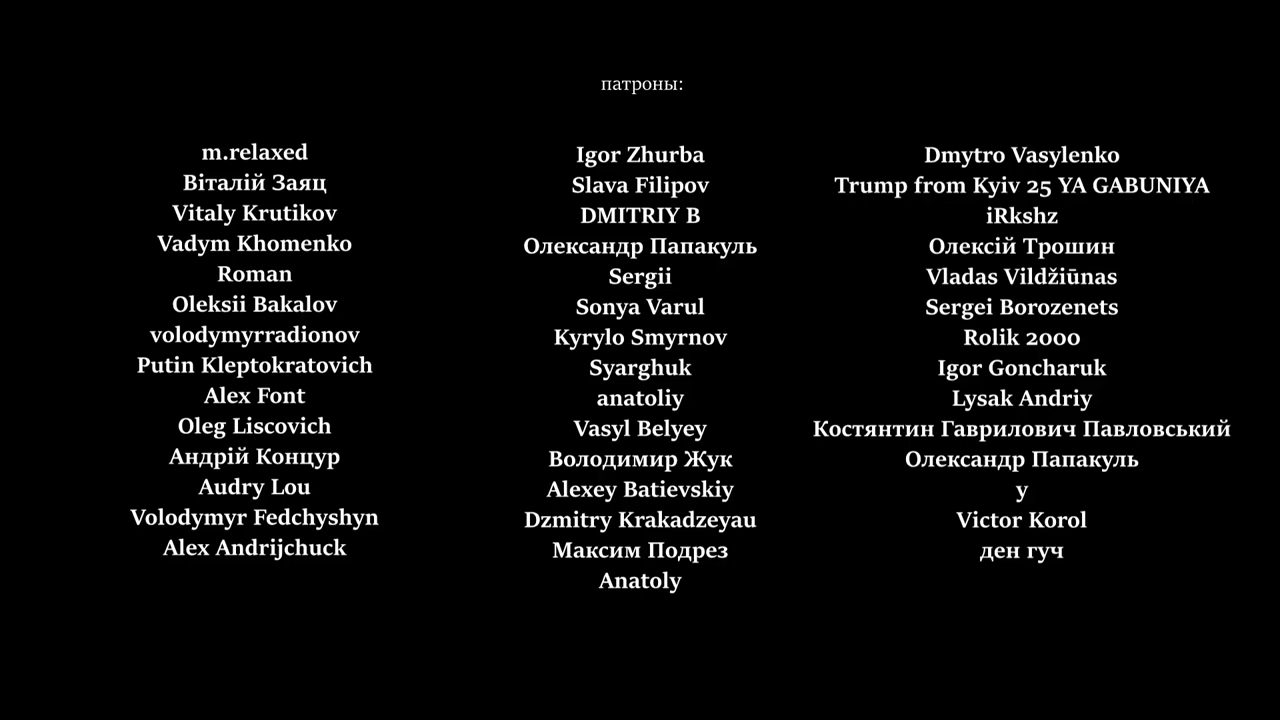 патроны:
m.relaxed
Віталій Заяц
Vitaly Krutikov
Vadym Khomenko
Roman
Oleksii Bakalov
volodymyrradionov
Putin Kleptokratovich
Alex Font
Oleg Liscovich
Андрій Концур
Audry Lou
Volodymyr Fedchyshyn
Alex Andrijchuck
Igor Zhurba
Slava Filipov
DMITRIY B
Олександр Папакуль
Sergii
Sonya Varul
Kyrylo Smyrnov
Syarghuk
anatoliy
Vasyl Belyey
Володимир Жук
Alexey Batievskiy
Dzmitry Krakadzeyau
Максим Подрез
Anatoly
Dmytro Vasylenko
Trump from Kyiv 25 YA GABUNIYA
iRkshz
Олексій Трошин
Vladas Vildžiūnas
Sergei Borozenets
Rolik 2000
Igor Goncharuk
Lysak Andriy
Костянтин Гаврилович Павловський
Олександр Папакуль
y
Victor Korol
ден гуч